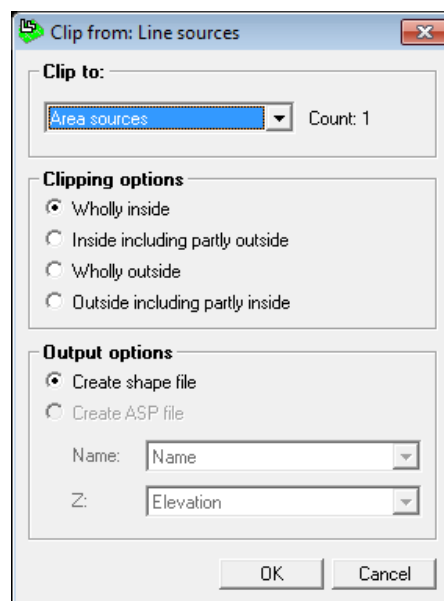 Clip from: Line sources
Clip to:
Area sources Count: 1
Clipping options
Wholly inside
Inside including partly outside
Wholly outside
Outside including partly inside
Output options
Create shape file
Create ASP file
Name: Name
Z: Elevation
OK Cancel